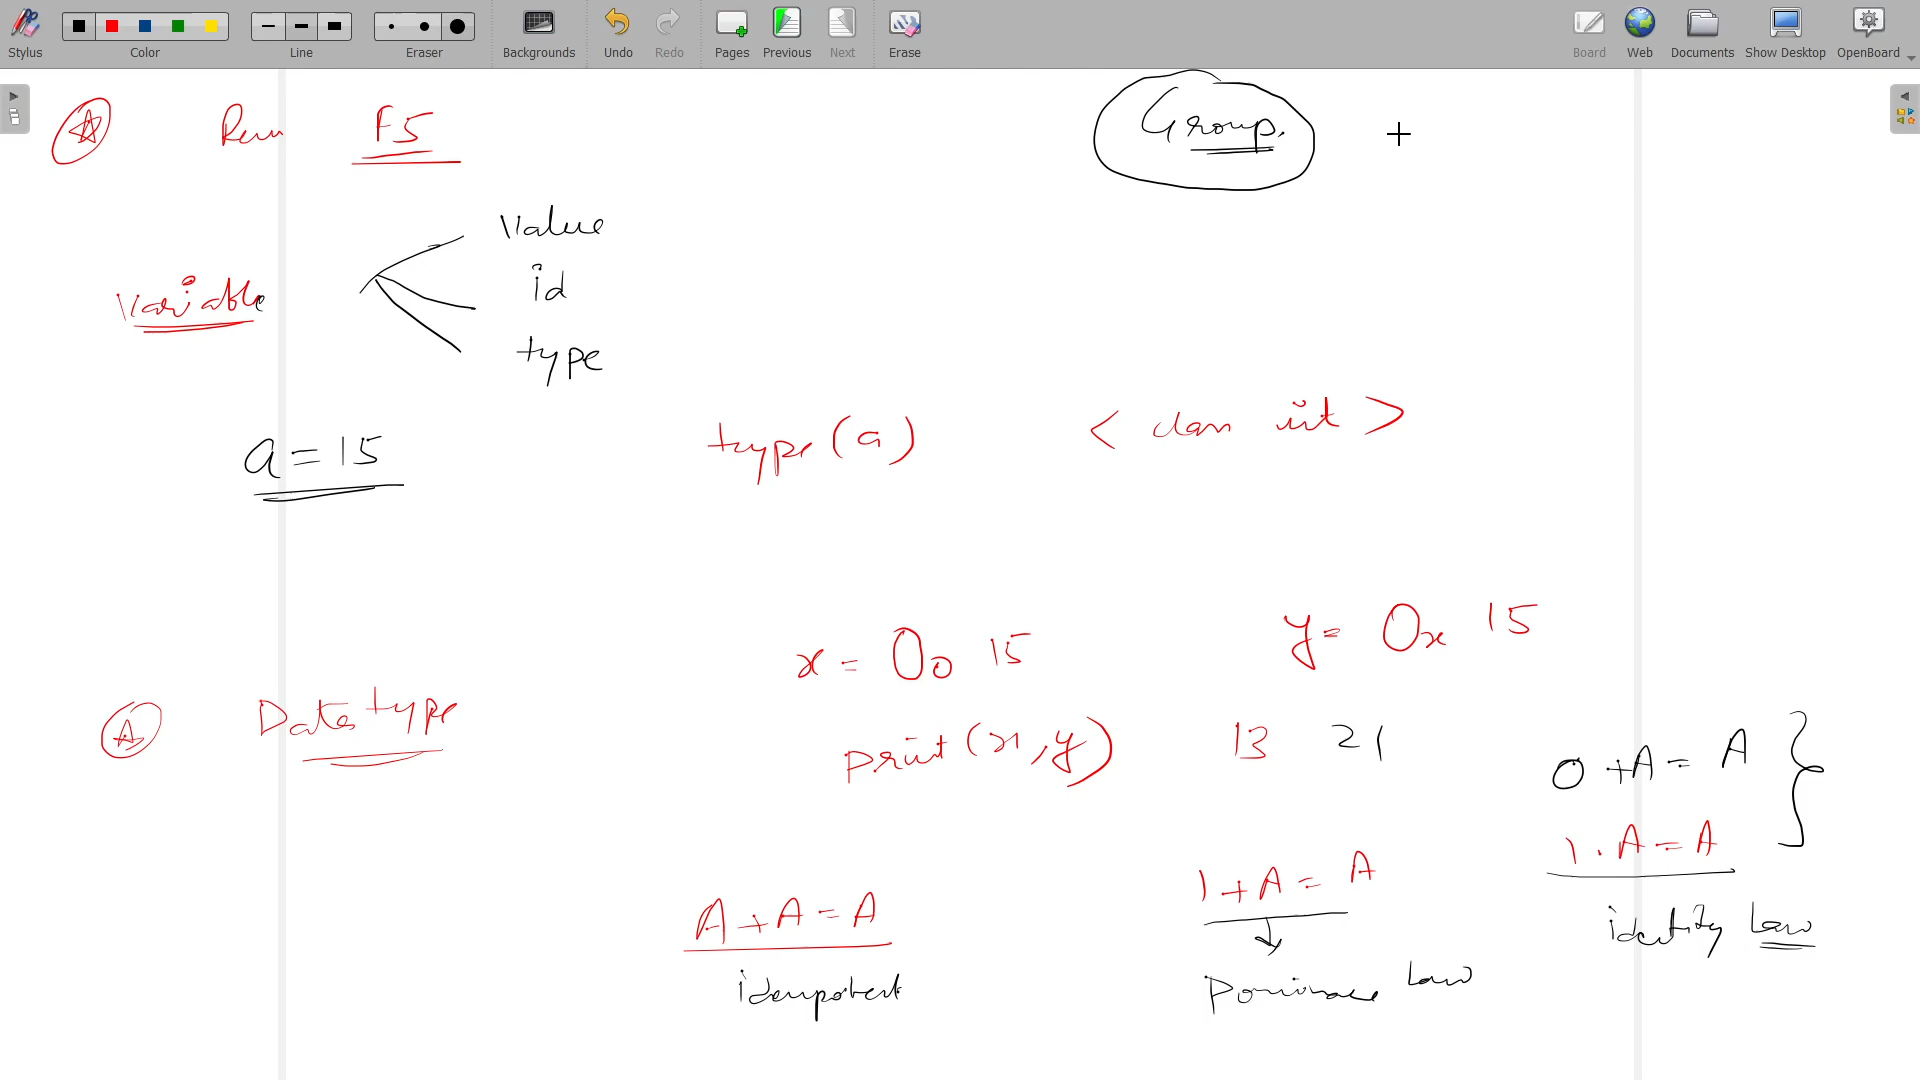 Stylus Color Line Eraser Backgrounds Undo Redo Pages Previous Next Erase Board Web Documents Show Desktop OpenBoard
Run F5
Group.
Variable
Value
id
type
a = 15
type(a) < class int >
x = 0o 15 y = 0x 15
Datatype
print(x,y) 13 21
0 + A = A
1 . A = A
identity Law
1 + A = A
Dominance Law
A + A = A
idempotent